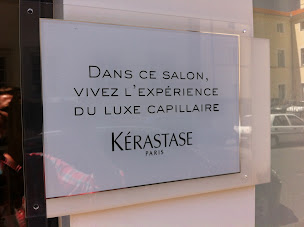 DANS CE SALON,
VIVEZ L'EXPÉRIENCE
DU LUXE CAPILLAIRE
KÉRASTASE
PARIS